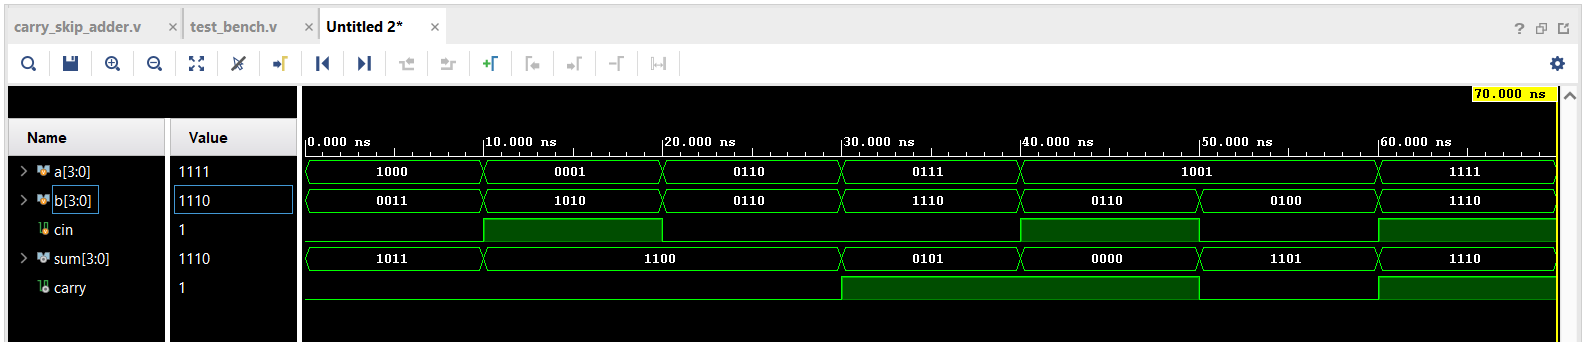 carry_skip_adder.v × test_bench.v × Untitled 2* ×
?
70.000 ns
Name Value
0.000 ns 10.000 ns 20.000 ns 30.000 ns 40.000 ns 50.000 ns 60.000 ns
a[3:0] 1111 1000 0001 0110 0111 1001 1111
b[3:0] 1110 0011 1010 0110 1110 0110 0100 1110
cin 1
sum[3:0] 1110 1011 1100 0101 0000 1101 1110
carry 1